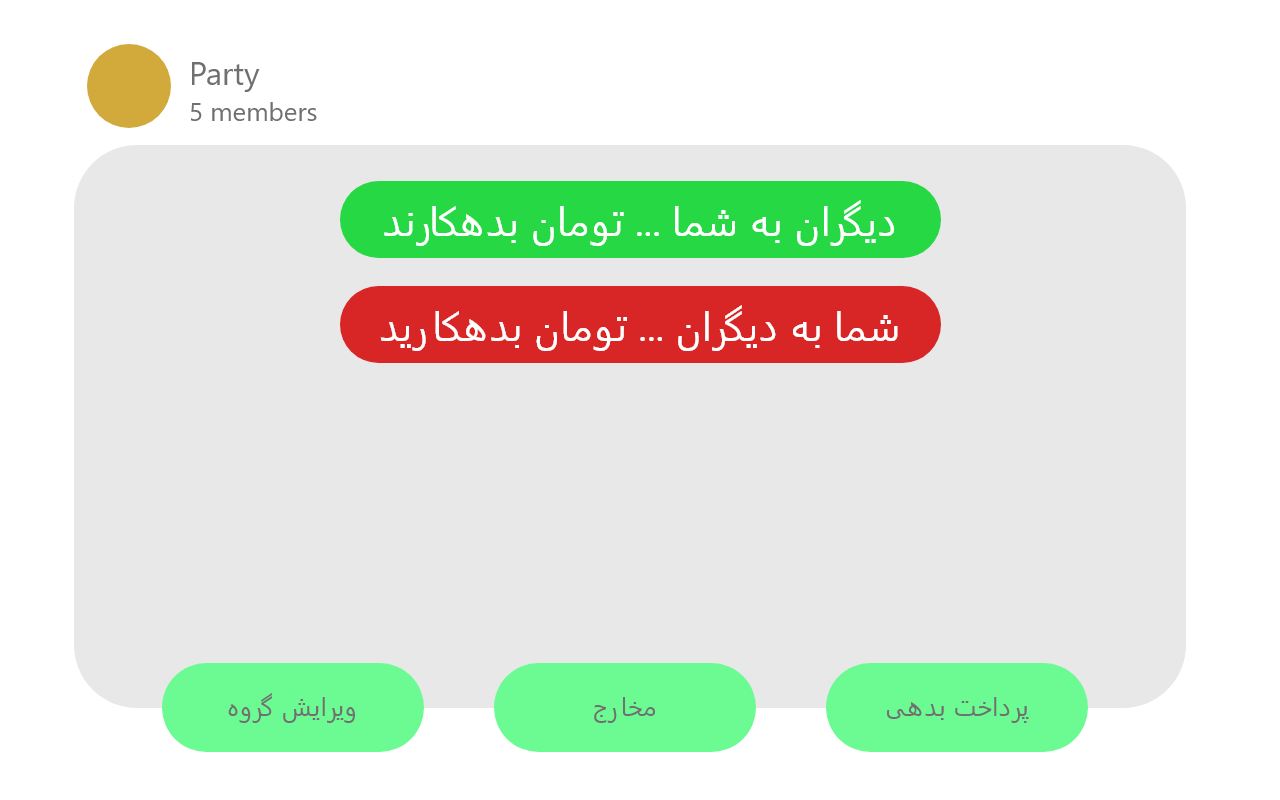 Party
5 members
دیگران به شما ... تومان بدهکارند
شما به دیگران ... تومان بدهکارید
پرداخت بدهی
مخارج
ویرایش گروه